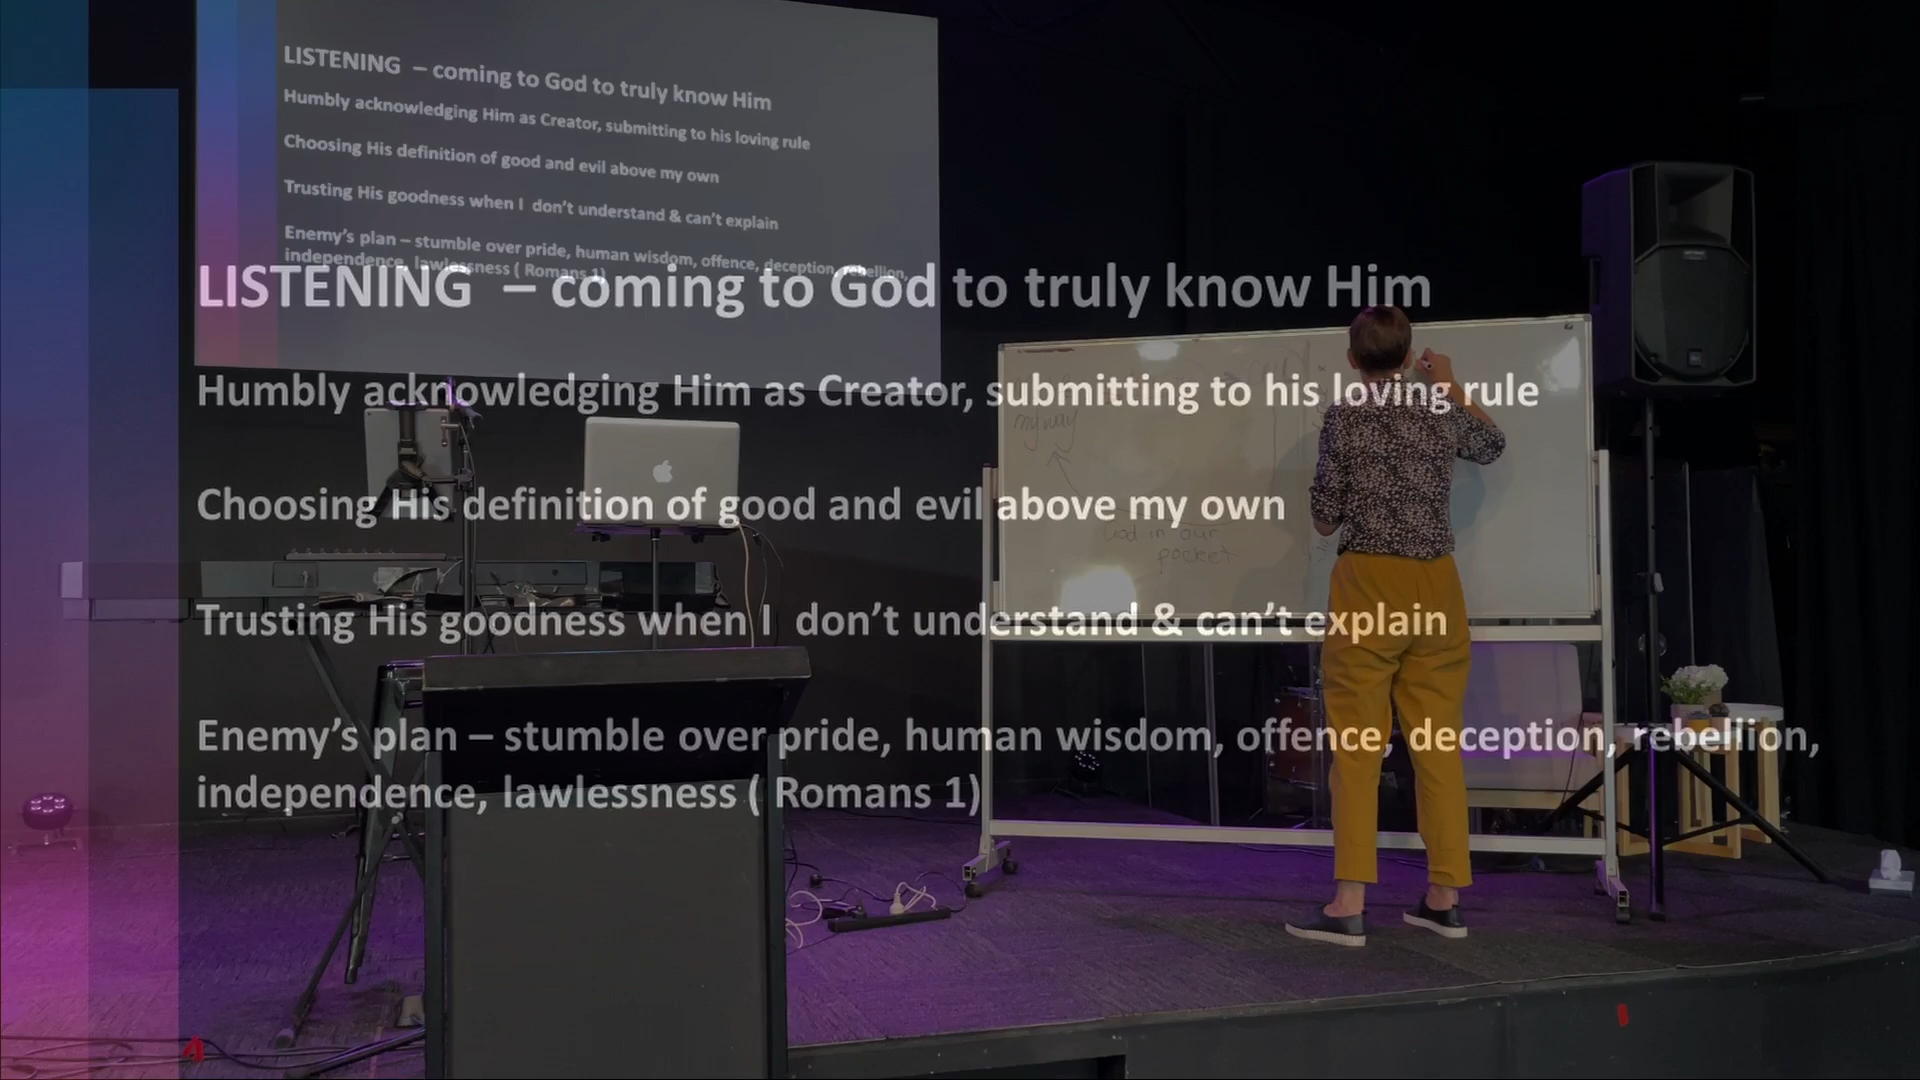 LISTENING – coming to God to truly know Him
Humbly acknowledging Him as Creator, submitting to his loving rule
Choosing His definition of good and evil above my own
Trusting His goodness when I don't understand & can't explain
Enemy's plan – stumble over pride, human wisdom, offence, deception, rebellion,
independence, lawlessness ( Romans 1)
LISTENING – coming to God to truly know Him
Humbly acknowledging Him as Creator, submitting to his loving rule
Choosing His definition of good and evil above my own
Trusting His goodness when I don't understand & can't explain
Enemy's plan – stumble over pride, human wisdom, offence, deception, rebellion,
independence, lawlessness ( Romans 1)
my way
God in our
pocket